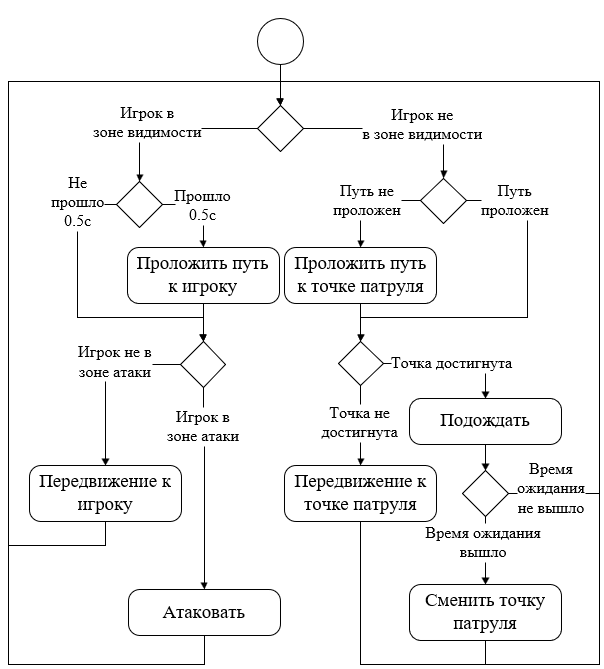 Игрок в
зоне видимости
Игрок не
в зоне видимости
Не
прошло
0.5с
Прошло
0.5с
Путь не
проложен
Путь
проложен
Проложить путь
к игроку
Проложить путь
к точке патруля
Игрок не в
зоне атаки
Игрок в
зоне атаки
Точка достигнута
Точка не
достигнута
Подождать
Передвижение к
игроку
Передвижение к
точке патруля
Время
ожидания
не вышло
Время ожидания
вышло
Атаковать
Сменить точку
патруля